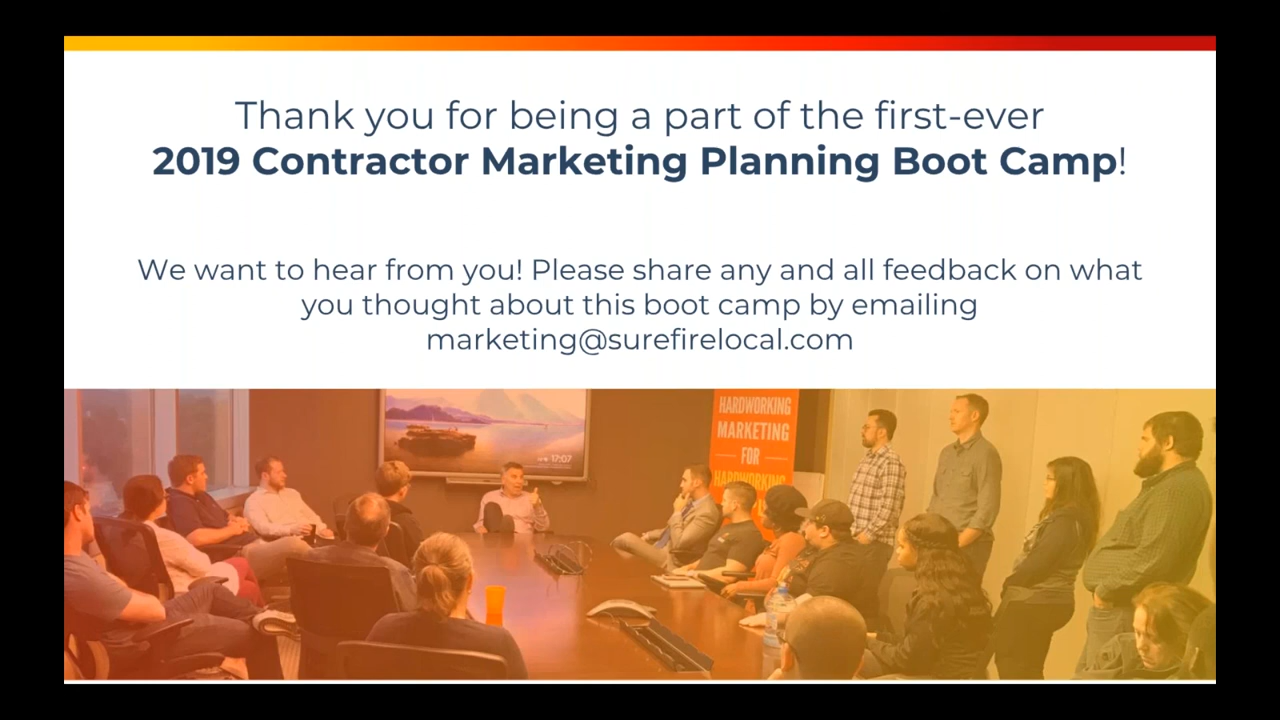 Thank you for being a part of the first-ever
2019 Contractor Marketing Planning Boot Camp!
We want to hear from you! Please share any and all feedback on what
you thought about this boot camp by emailing
marketing@surefirelocal.com
HARDWORKING
MARKETING
FOR
HARDWORKING
17:07